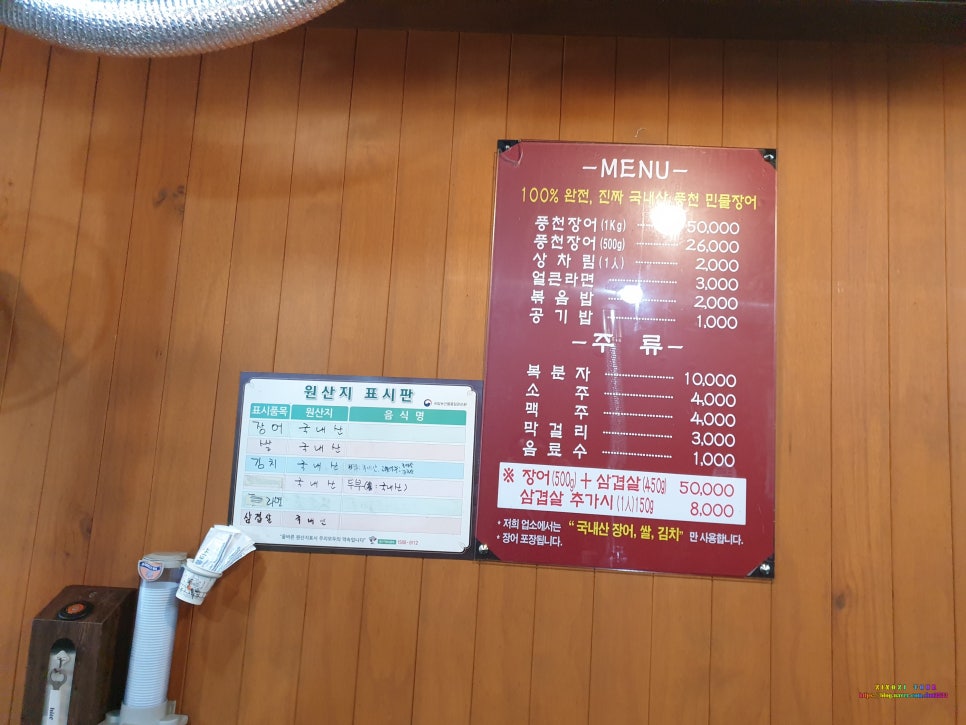 -MENU-
100% 완전, 진짜 국내산 풍천 민물장어
풍천장어(1Kg) 50,000
풍천장어(500g) 26,000
상차림(1人) 2,000
얼큰라면 3,000
볶음밥 2,000
공기밥 1,000
-주 류-
복분자 10,000
소주 4,000
맥주 4,000
막걸리 3,000
음료수 1,000
※ 장어(500g) + 삼겹살(450g) 50,000
삼겹살 추가시(1人)150g 8,000
* 저희 업소에서는 "국내산 장어, 쌀, 김치" 만 사용합니다.
* 장어 포장됩니다.
원산지 표시판
표시품목 원산지 음식명
장어 국내산
쌀 국내산
김치 국내산
국내산 두부(콩:국내산)
삼겹살 국내산